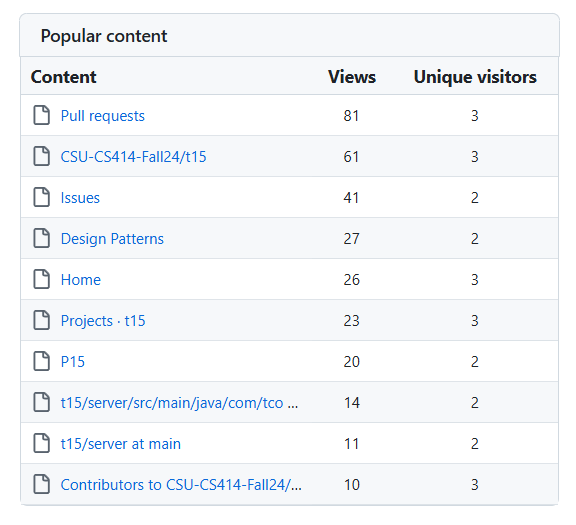 Popular content
Content Views Unique visitors
Pull requests 81 3
CSU-CS414-Fall24/t15 61 3
Issues 41 2
Design Patterns 27 2
Home 26 3
Projects · t15 23 3
P15 20 2
t15/server/src/main/java/com/tco ... 14 2
t15/server at main 11 2
Contributors to CSU-CS414-Fall24/... 10 3